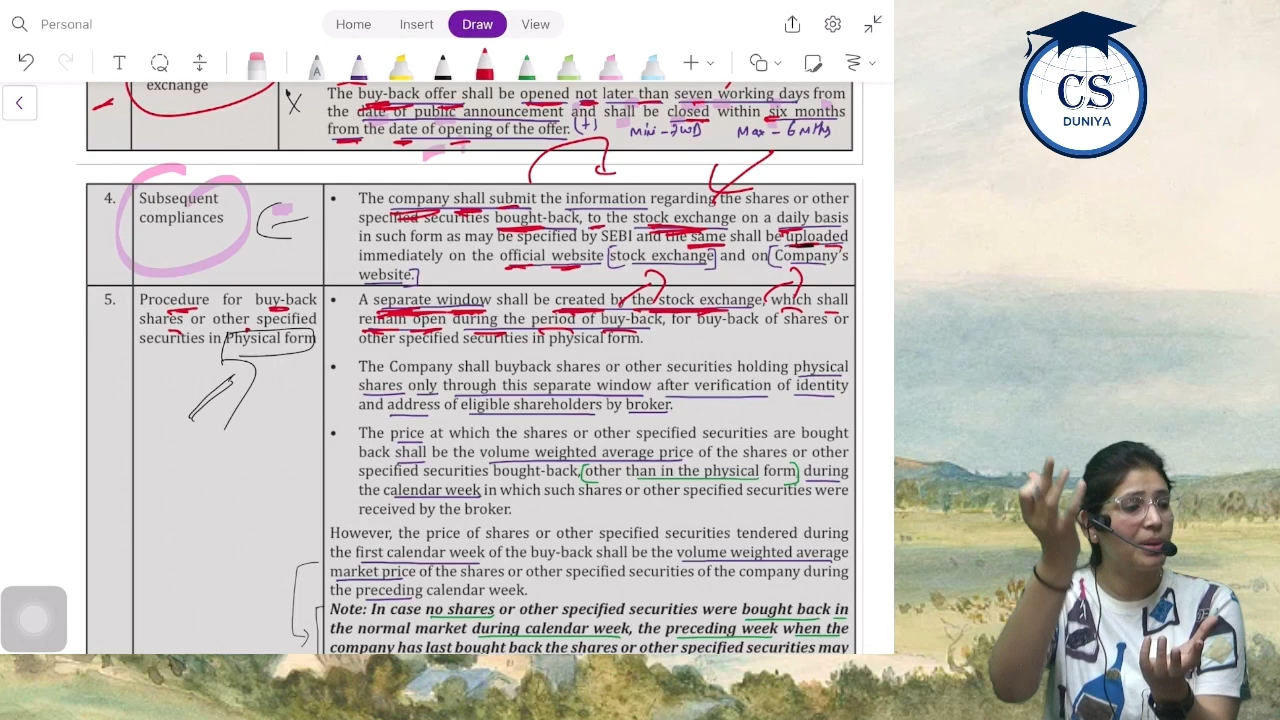 Personal
Home Insert Draw View
exchange
The buy-back offer shall be opened not later than seven working days from
the date of public announcement and shall be closed within six months
from the date of opening of the offer. (+) Mini - 7WD Max - 6 Mths
4. Subsequent
compliances
• The company shall submit the information regarding the shares or other
specified securities bought-back, to the stock exchange on a daily basis
in such form as may be specified by SEBI and the same shall be uploaded
immediately on the official website [stock exchange] and on [Company's
website.]
5. Procedure for buy-back
shares or other specified
securities in Physical form
• A separate window shall be created by the stock exchange, which shall
remain open during the period of buy-back, for buy-back of shares or
other specified securities in physical form.
• The Company shall buyback shares or other securities holding physical
shares only through this separate window after verification of identity
and address of eligible shareholders by broker.
• The price at which the shares or other specified securities are bought
back shall be the volume weighted average price of the shares or other
specified securities bought-back, (other than in the physical form) during
the calendar week in which such shares or other specified securities were
received by the broker.
However, the price of shares or other specified securities tendered during
the first calendar week of the buy-back shall be the volume weighted average
market price of the shares or other specified securities of the company during
the preceding calendar week.
Note: In case no shares or other specified securities were bought back in
the normal market during calendar week, the preceding week when the
company has last bought back the shares or other specified securities may
CS
DUNIYA